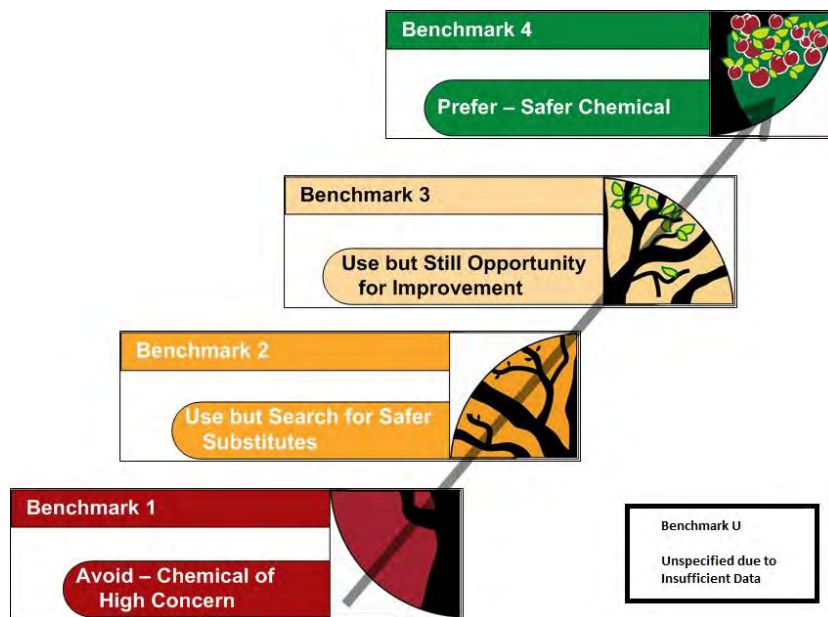 Benchmark 4
Prefer – Safer Chemical
Benchmark 3
Use but Still Opportunity
for Improvement
Benchmark 2
Use but Search for Safer
Substitutes
Benchmark 1
Avoid – Chemical of
High Concern
Benchmark U
Unspecified due to
Insufficient Data